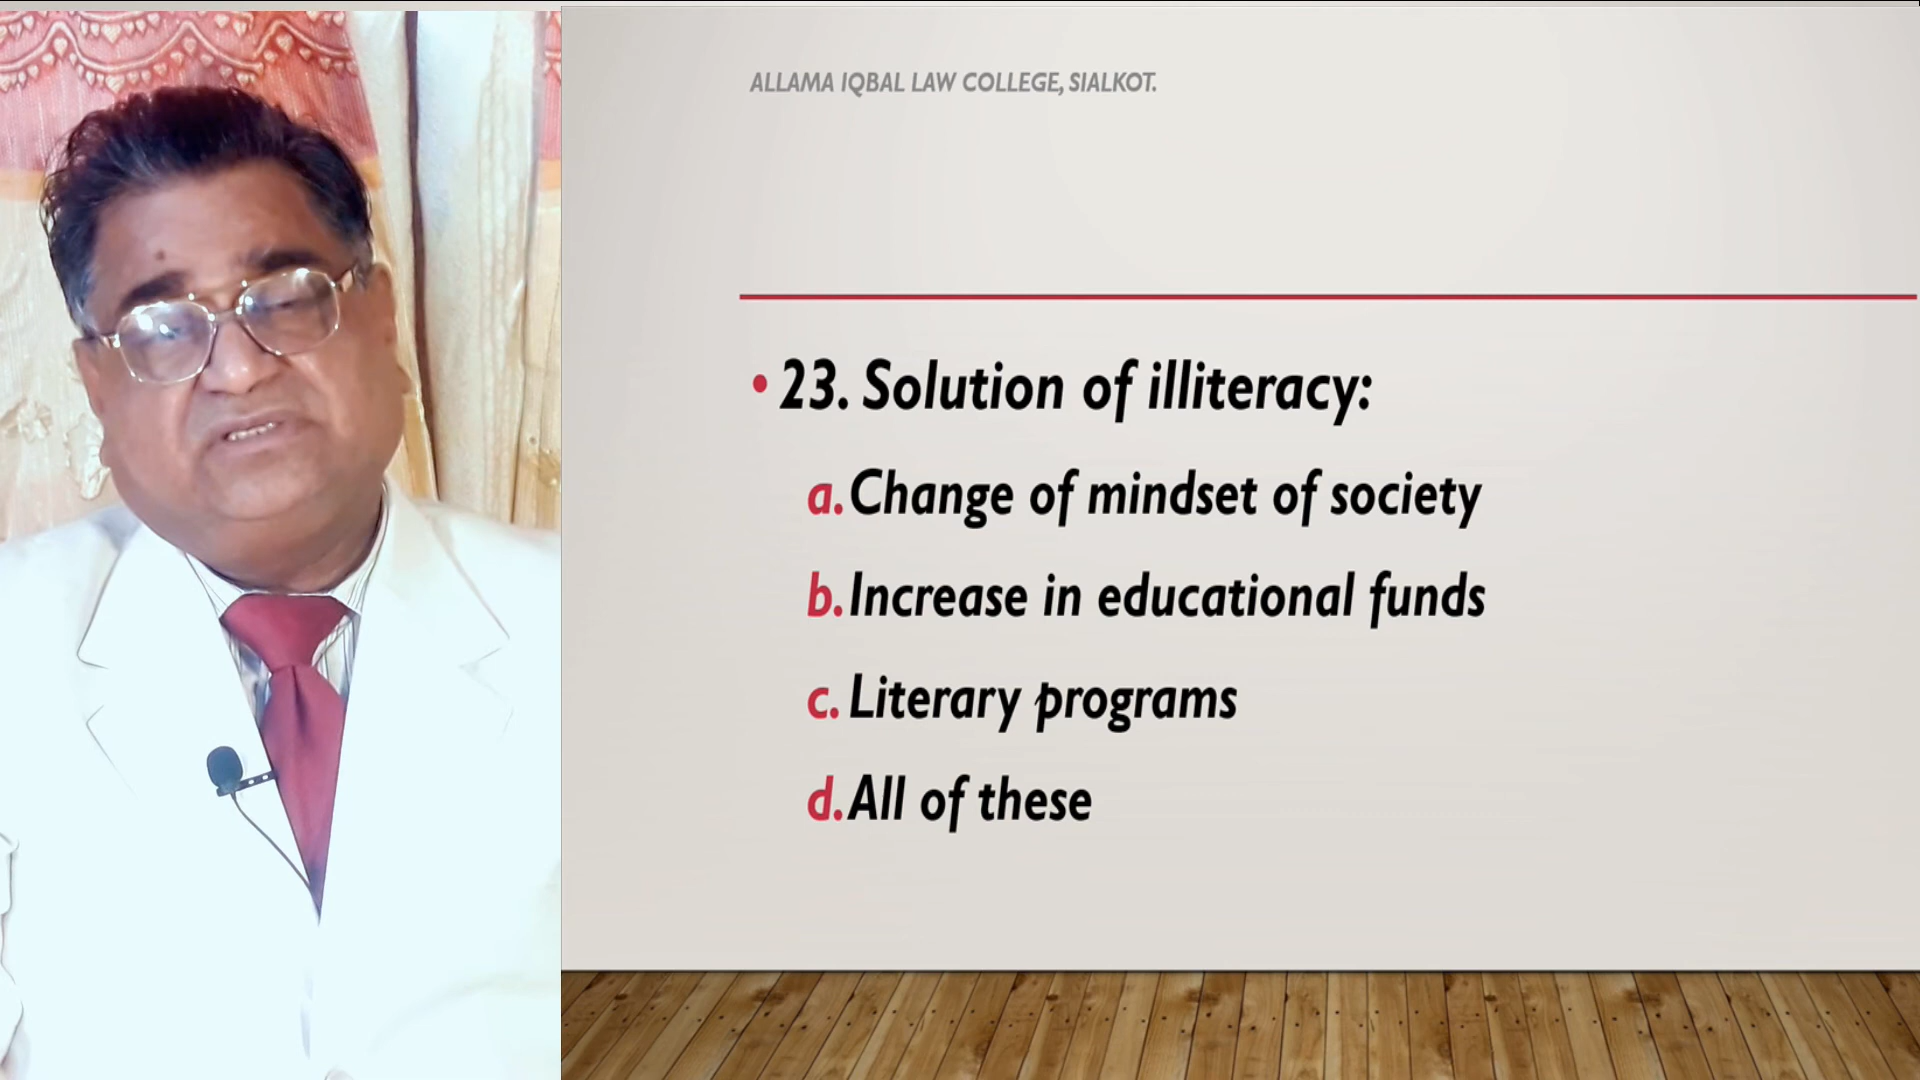 ALLAMA IQBAL LAW COLLEGE, SIALKOT.
• 23. Solution of illiteracy:
a. Change of mindset of society
b. Increase in educational funds
c. Literary programs
d. All of these